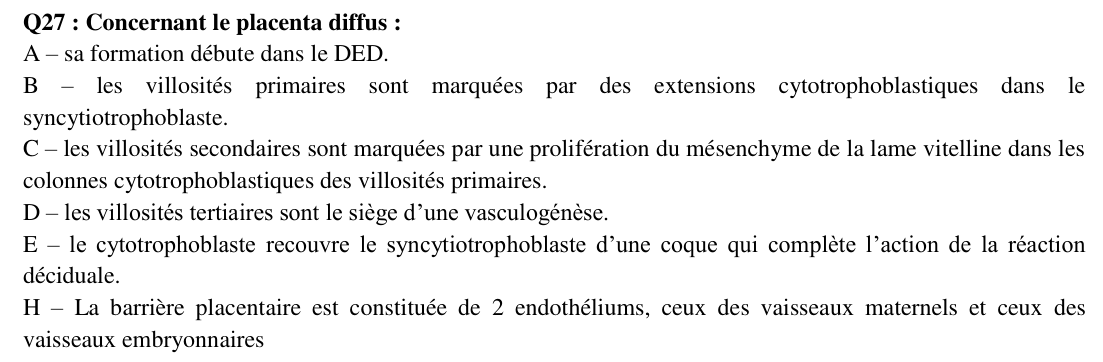 Q27 : Concernant le placenta diffus :
A – sa formation débute dans le DED.
B – les villosités primaires sont marquées par des extensions cytotrophoblastiques dans le
syncytiotrophoblaste.
C – les villosités secondaires sont marquées par une prolifération du mésenchyme de la lame vitelline dans les
colonnes cytotrophoblastiques des villosités primaires.
D – les villosités tertiaires sont le siège d’une vasculogénèse.
E – le cytotrophoblaste recouvre le syncytiotrophoblaste d’une coque qui complète l’action de la réaction
déciduale.
H – La barrière placentaire est constituée de 2 endothéliums, ceux des vaisseaux maternels et ceux des
vaisseaux embryonnaires